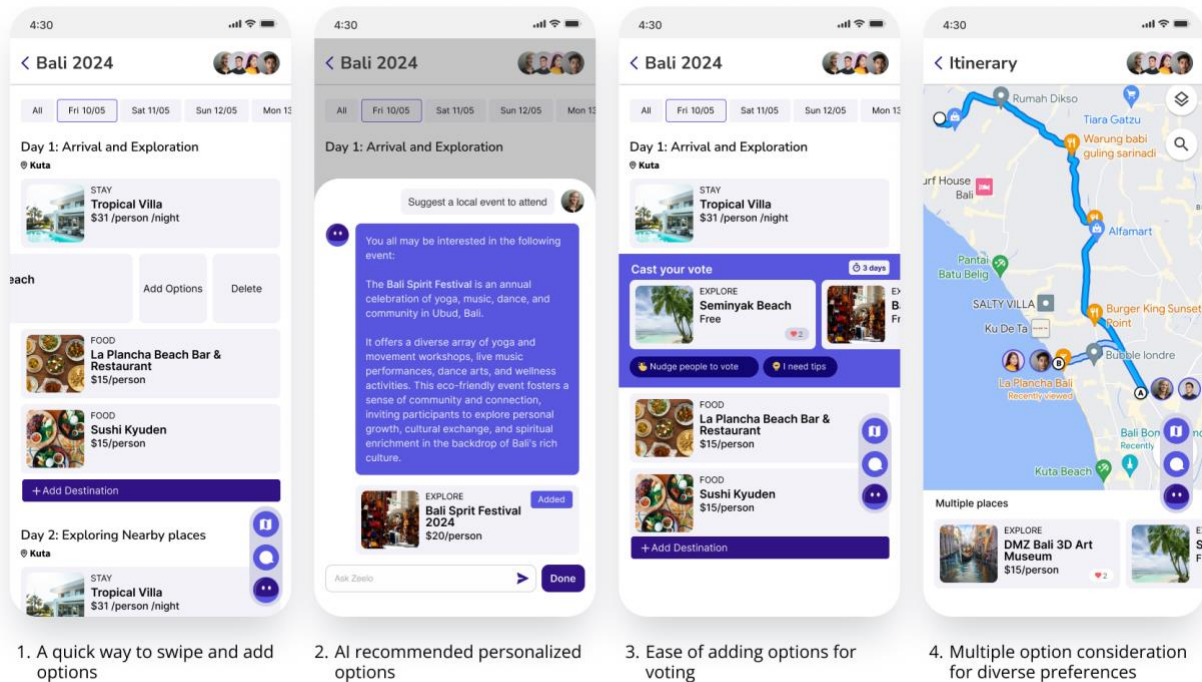 4:30
Bali 2024
All
Fri 10/05
Sat 11/05
Sun 12/05
Mon 13
Day 1: Arrival and Exploration
Kuta
STAY
Tropical Villa
$31 /person /night
each
Add Options
Delete
FOOD
La Plancha Beach Bar &
Restaurant
$15/person
FOOD
Sushi Kyuden
$15/person
+ Add Destination
Day 2: Exploring Nearby places
Kuta
STAY
Tropical Villa
$31 /person /night
1. A quick way to swipe and add
options
4:30
Bali 2024
All
Fri 10/05
Sat 11/05
Sun 12/05
Mon 13
Day 1: Arrival and Exploration
Suggest a local event to attend
You all may be interested in the following
event:
The Bali Spirit Festival is an annual
celebration of yoga, music, dance, and
community in Ubud, Bali.
It offers a diverse array of yoga and
movement workshops, live music
performances, dance arts, and wellness
activities. This eco-friendly event fosters a
sense of community and connection,
inviting participants to explore personal
growth, cultural exchange, and spiritual
enrichment in the backdrop of Bali's rich
culture.
EXPLORE
Bali Sprit Festival
2024
$20/person
Added
Ask Zeelo
Done
2. AI recommended personalized
options
4:30
Bali 2024
All
Fri 10/05
Sat 11/05
Sun 12/05
Mon 13
Day 1: Arrival and Exploration
Kuta
STAY
Tropical Villa
$31 /person /night
Cast your vote
3 days
EXPLORE
Seminyak Beach
Free
2
EX
B
Fr
Nudge people to vote
I need tips
FOOD
La Plancha Beach Bar &
Restaurant
$15/person
FOOD
Sushi Kyuden
$15/person
+ Add Destination
3. Ease of adding options for
voting
4:30
Itinerary
Rumah Dikso
Tiara Gatzu
Warung babi
guling sarinadi
urf House
Bali
Alfamart
Pantai
Batu Belig
SALTY VILLA
Burger King Sunset
Point
Ku De Ta
Bubble londre
B
La Plancha Bali
Recently viewed
A
Bali Bom
Recently
Kuta Beach
Multiple places
EXPLORE
DMZ Bali 3D Art
Museum
$15/person
2
E
S
F
4. Multiple option consideration
for diverse preferences